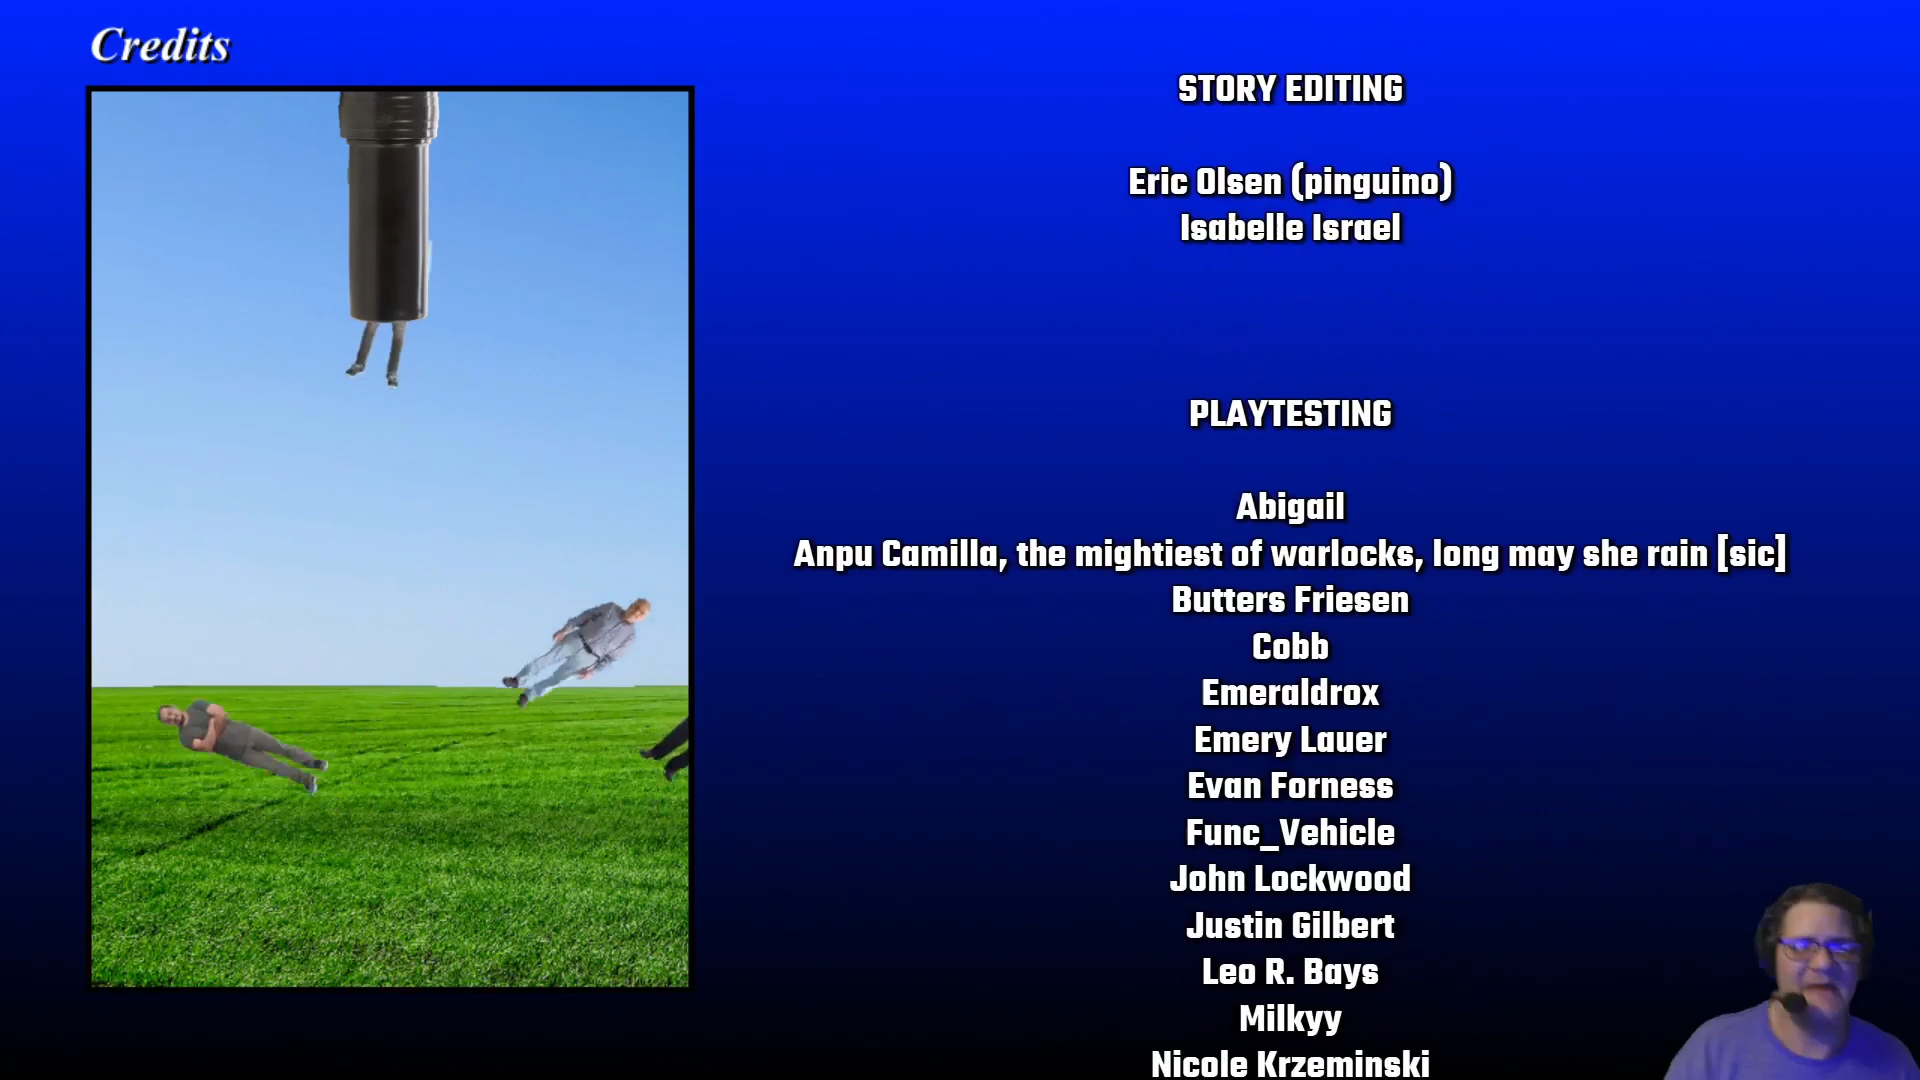 Credits
STORY EDITING
Eric Olsen (pinguino)
Isabelle Israel
PLAYTESTING
Abigail
Anpu Camilla, the mightiest of warlocks, long may she rain [sic]
Butters Friesen
Cobb
Emeraldrox
Emery Lauer
Evan Forness
Func_Vehicle
John Lockwood
Justin Gilbert
Leo R. Bays
Milkyy
Nicole Krzeminski